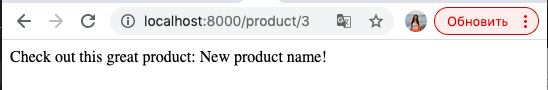 localhost:8000/product/3
Обновить
Check out this great product: New product name!